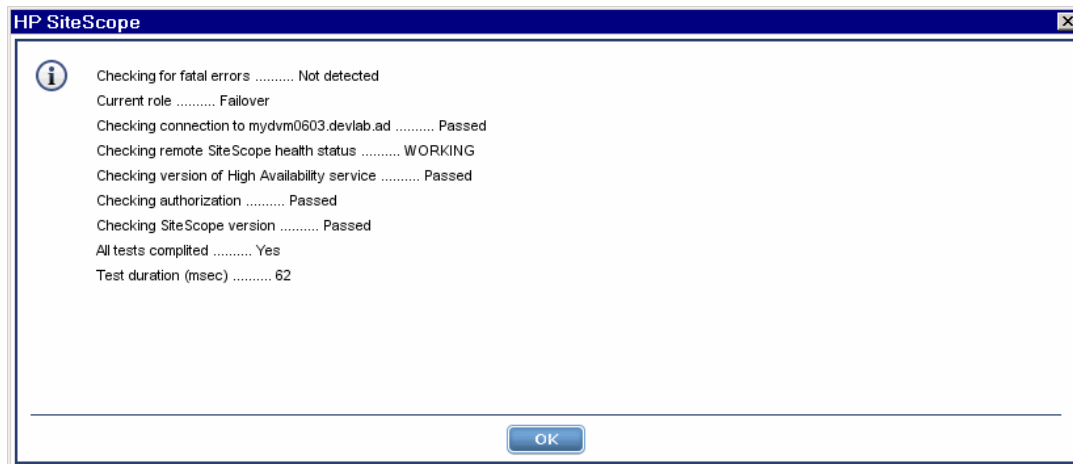 HP SiteScope
Checking for fatal errors .......... Not detected
Current role .......... Failover
Checking connection to mydvm0603.devlab.ad .......... Passed
Checking remote SiteScope health status .......... WORKING
Checking version of High Availability service .......... Passed
Checking authorization .......... Passed
Checking SiteScope version .......... Passed
All tests complited .......... Yes
Test duration (msec) .......... 62
OK